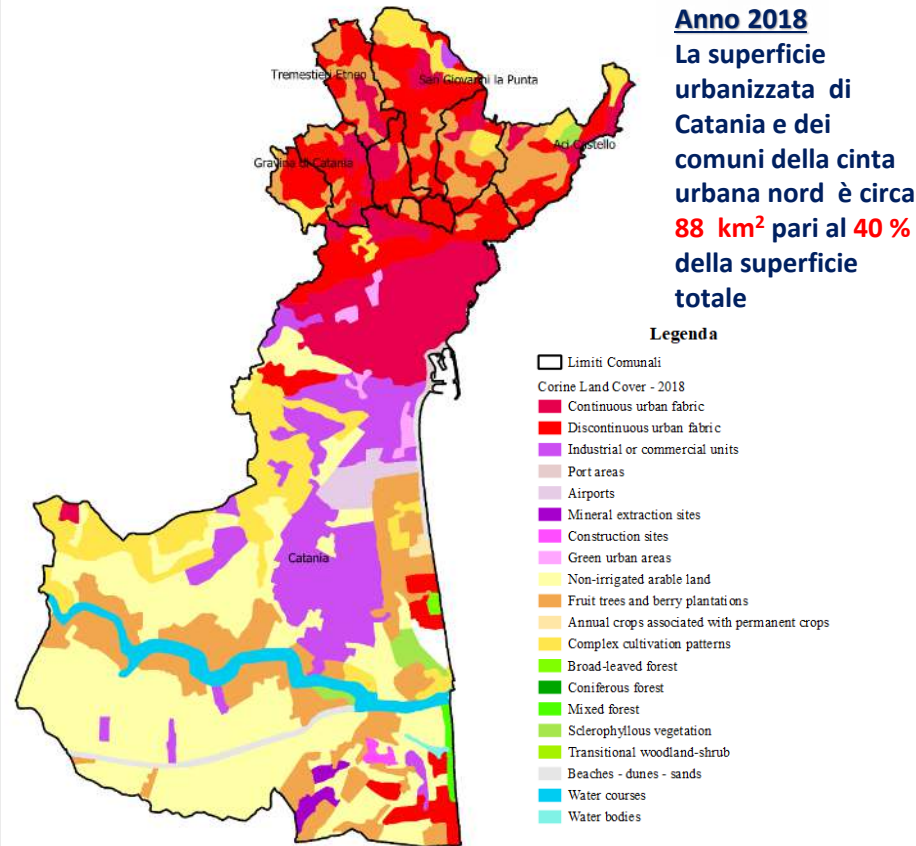 Anno 2018
La superficie
urbanizzata di
Catania e dei
comuni della cinta
urbana nord è circa
88 km² pari al 40 %
della superficie
totale
Tremestieri Etneo
San Giovanni la Punta
Aci Castello
Gravina di Catania
Catania
Legenda
Limiti Comunali
Corine Land Cover - 2018
Continuous urban fabric
Discontinuous urban fabric
Industrial or commercial units
Port areas
Airports
Mineral extraction sites
Construction sites
Green urban areas
Non-irrigated arable land
Fruit trees and berry plantations
Annual crops associated with permanent crops
Complex cultivation patterns
Broad-leaved forest
Coniferous forest
Mixed forest
Sclerophyllous vegetation
Transitional woodland-shrub
Beaches - dunes - sands
Water courses
Water bodies